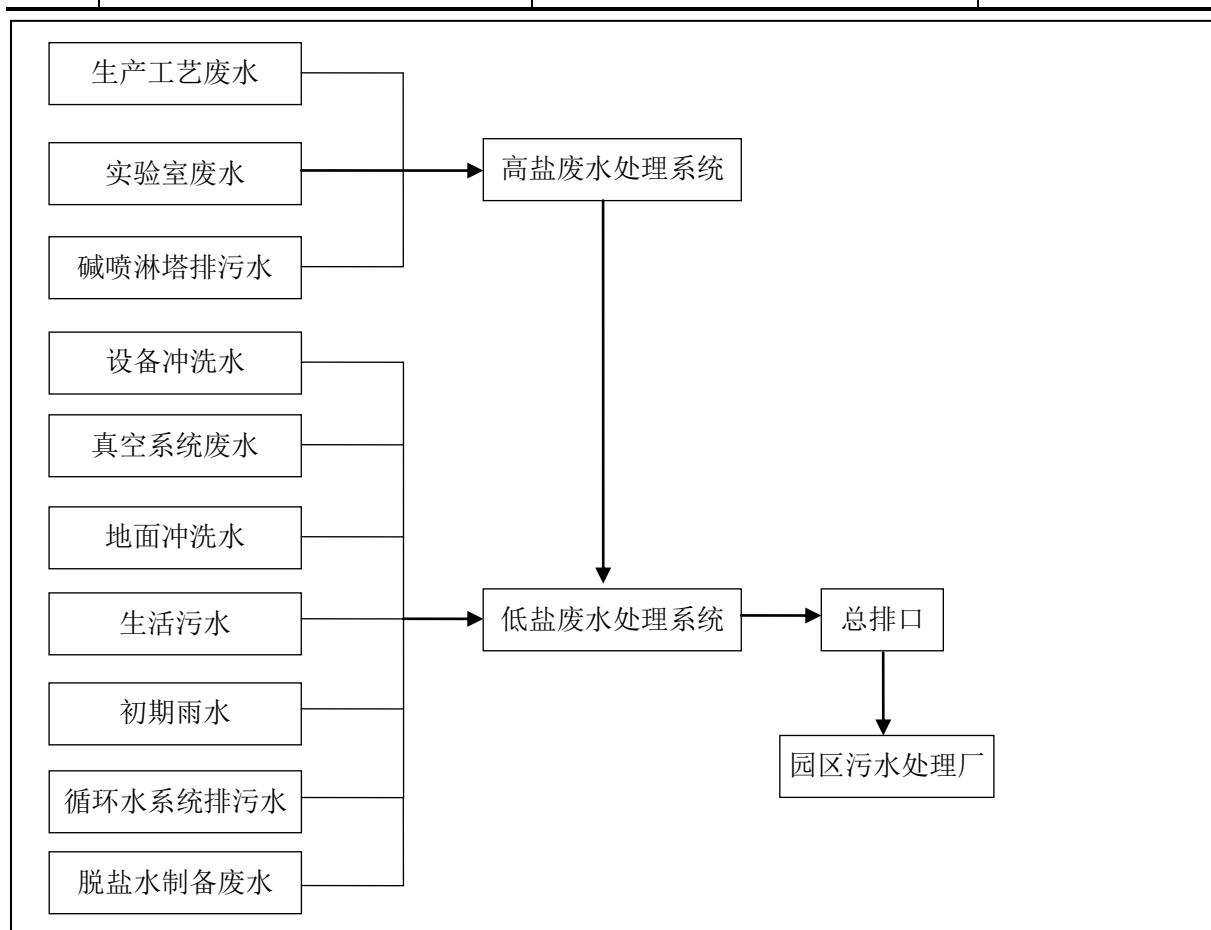 生产工艺废水
实验室废水
高盐废水处理系统
碱喷淋塔排污水
设备冲洗水
真空系统废水
地面冲洗水
生活污水
低盐废水处理系统
总排口
初期雨水
园区污水处理厂
循环水系统排污水
脱盐水制备废水